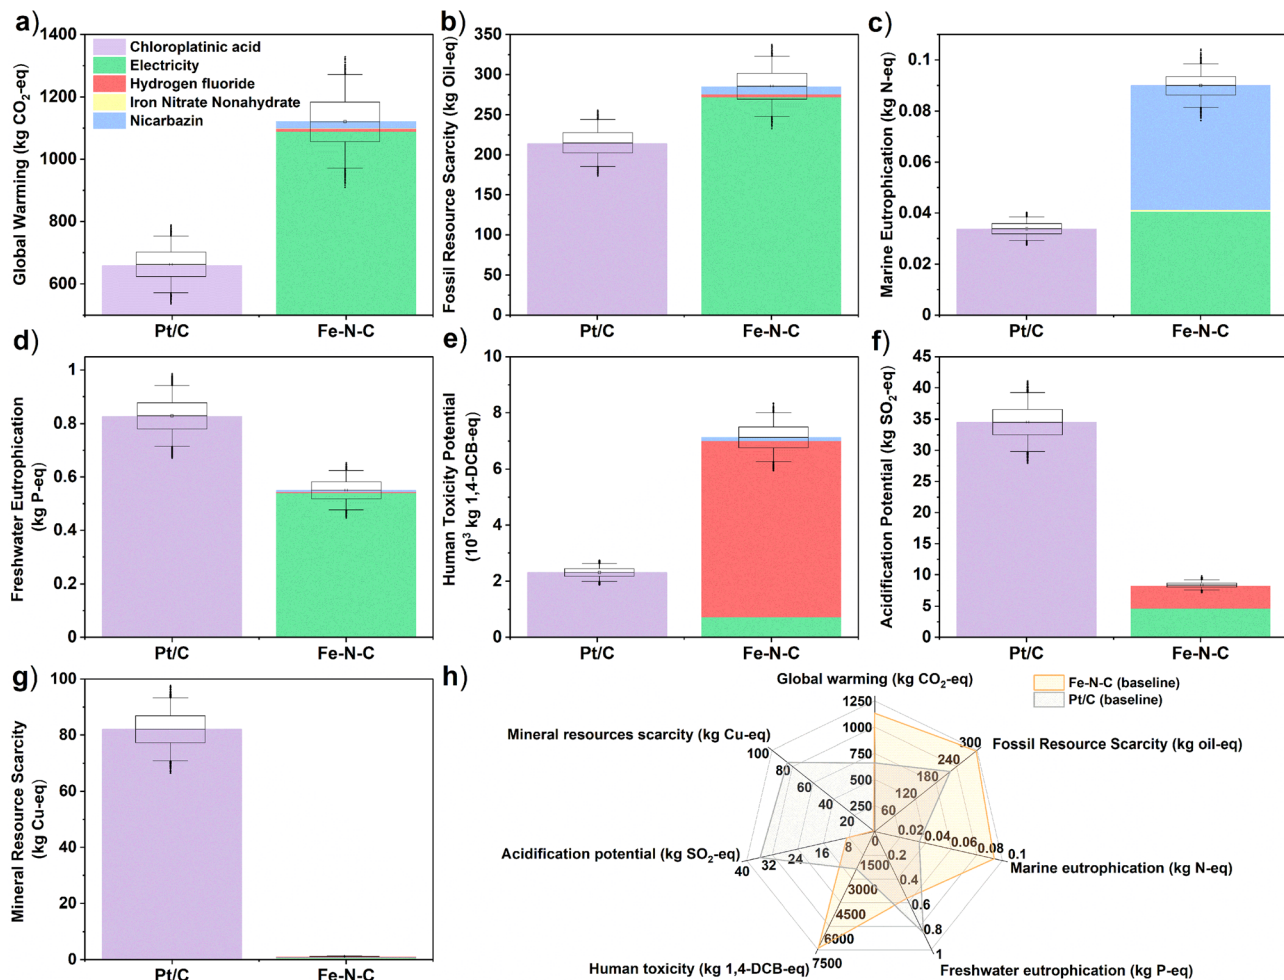 a)
Global Warming (kg CO₂-eq)
1400
1200
1000
800
600
Chloroplatinic acid
Electricity
Hydrogen fluoride
Iron Nitrate Nonahydrate
Nicarbazin
Pt/C
Fe-N-C
b)
Fossil Resource Scarcity (kg Oil-eq)
350
300
250
200
150
100
50
0
Pt/C
Fe-N-C
c)
Marine Eutrophication (kg N-eq)
0.1
0.08
0.06
0.04
0.02
0
Pt/C
Fe-N-C
d)
Freshwater Eutrophication
(kg P-eq)
1
0.8
0.6
0.4
0.2
0
Pt/C
Fe-N-C
e)
Human Toxicity Potential
(10³ kg 1,4-DCB-eq)
10
8
6
4
2
0
Pt/C
Fe-N-C
f)
Acidification Potential (kg SO₂-eq)
45
40
35
30
25
20
15
10
5
0
Pt/C
Fe-N-C
g)
Mineral Resource Scarcity
(kg Cu-eq)
100
80
60
40
20
0
Pt/C
Fe-N-C
h)
Fe-N-C (baseline)
Pt/C (baseline)
Global warming (kg CO₂-eq)
1250
1000
750
500
250
0
Fossil Resource Scarcity (kg oil-eq)
300
240
180
120
60
Marine eutrophication (kg N-eq)
0.1
0.08
0.06
0.04
0.02
Freshwater eutrophication (kg P-eq)
1
0.8
0.6
0.4
0.2
Human toxicity (kg 1,4-DCB-eq)
7500
6000
4500
3000
1500
Acidification potential (kg SO₂-eq)
40
32
24
16
8
Mineral resources scarcity (kg Cu-eq)
100
80
60
40
20